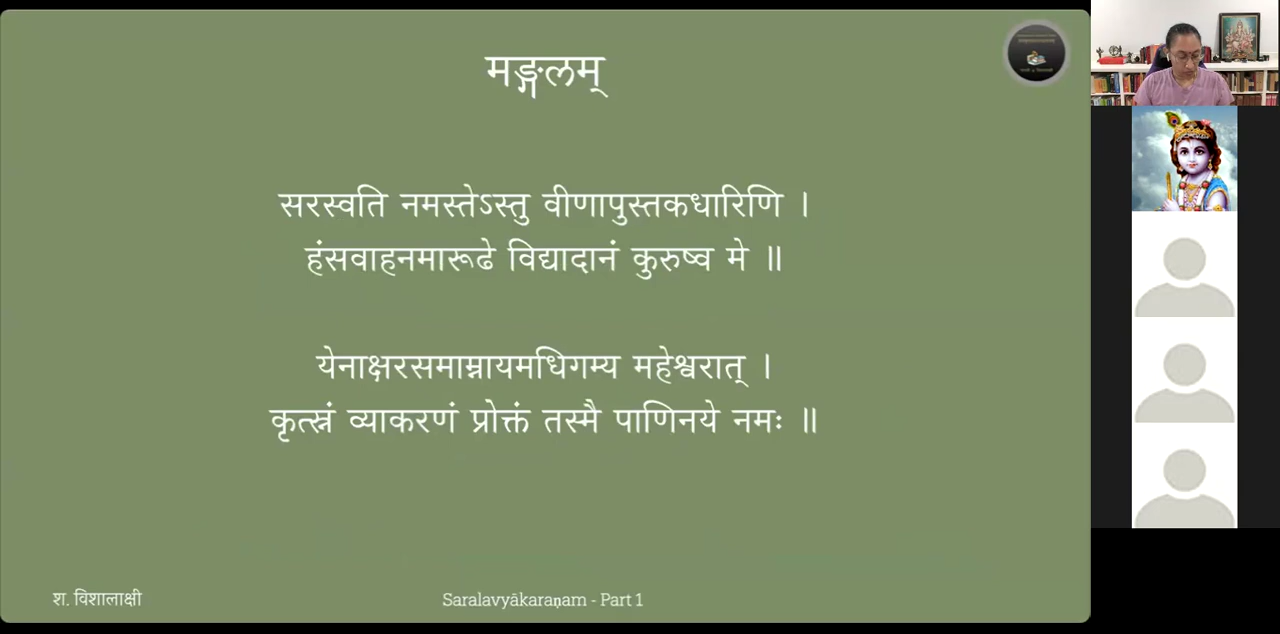 मङ्गलम्
सरस्वति नमस्तेऽस्तु वीणापुस्तकधारिणि ।
हंसवाहनमारूढे विद्यादानं कुरुष्व मे ॥
येनाक्षरसमाम्नायमधिगम्य महेश्वरात् ।
कृत्स्नं व्याकरणं प्रोक्तं तस्मै पाणिनये नमः ॥
श. विशालाक्षी
Saralavyākaraṇam - Part 1